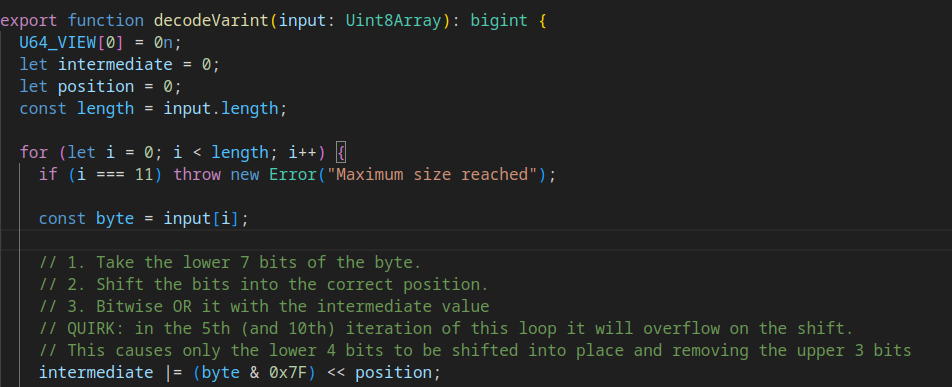 export function decodeVarint(input: Uint8Array): bigint {
U64_VIEW[0] = 0n;
let intermediate = 0;
let position = 0;
const length = input.length;
for (let i = 0; i < length; i++) {
if (i === 11) throw new Error("Maximum size reached");
const byte = input[i];
// 1. Take the lower 7 bits of the byte.
// 2. Shift the bits into the correct position.
// 3. Bitwise OR it with the intermediate value
// QUIRK: in the 5th (and 10th) iteration of this loop it will overflow on the shift.
// This causes only the lower 4 bits to be shifted into place and removing the upper 3 bits
intermediate |= (byte & 0x7F) << position;